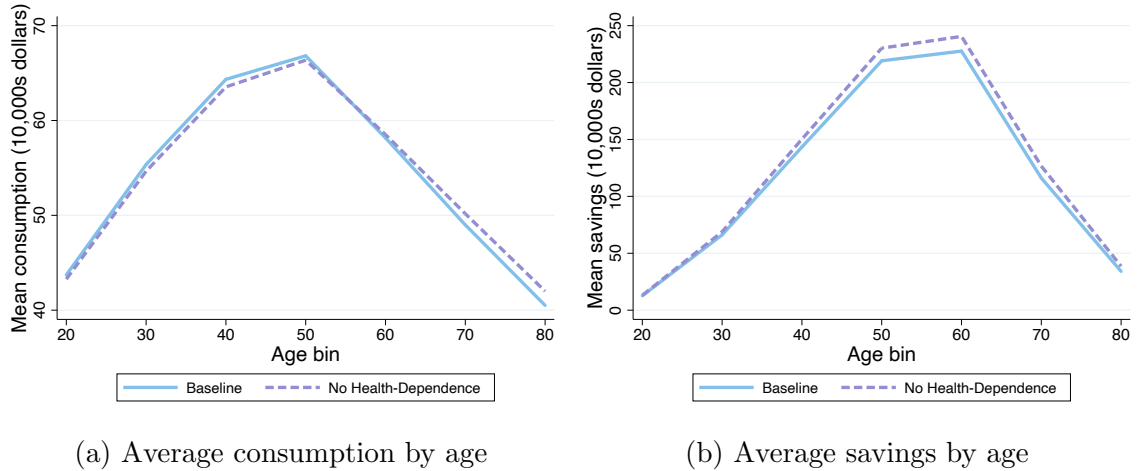 Mean consumption (10,000s dollars)
70
60
50
40
20 30 40 50 60 70 80
Age bin
Baseline No Health-Dependence
(a) Average consumption by age
Mean savings (10,000s dollars)
250
200
150
100
50
0
20 30 40 50 60 70 80
Age bin
Baseline No Health-Dependence
(b) Average savings by age